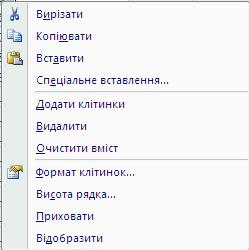 Вирізати
Копіювати
Вставити
Спеціальне вставлення...
Додати клітинки
Видалити
Очистити вміст
Формат клітинок...
Висота рядка...
Приховати
Відобразити